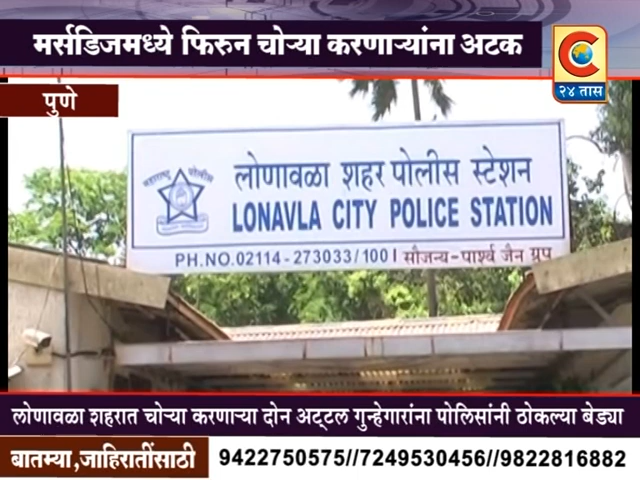 मर्सडिजमध्ये फिरुन चोऱ्या करणाऱ्यांना अटक
C
२४ तास
पुणे
महाराष्ट्र पोलीस
लोणावळा शहर पोलीस स्टेशन
LONAVLA CITY POLICE STATION
PH.NO.02114 - 273033/100 | सौजन्य-पार्श्व जैन ग्रुप
लोणावळा शहरात चोऱ्या करणाऱ्या दोन अट्टल गुन्हेगारांना पोलिसांनी ठोकल्या बेड्या
बातम्या,जाहिरातींसाठी 9422750575//7249530456//9822816882